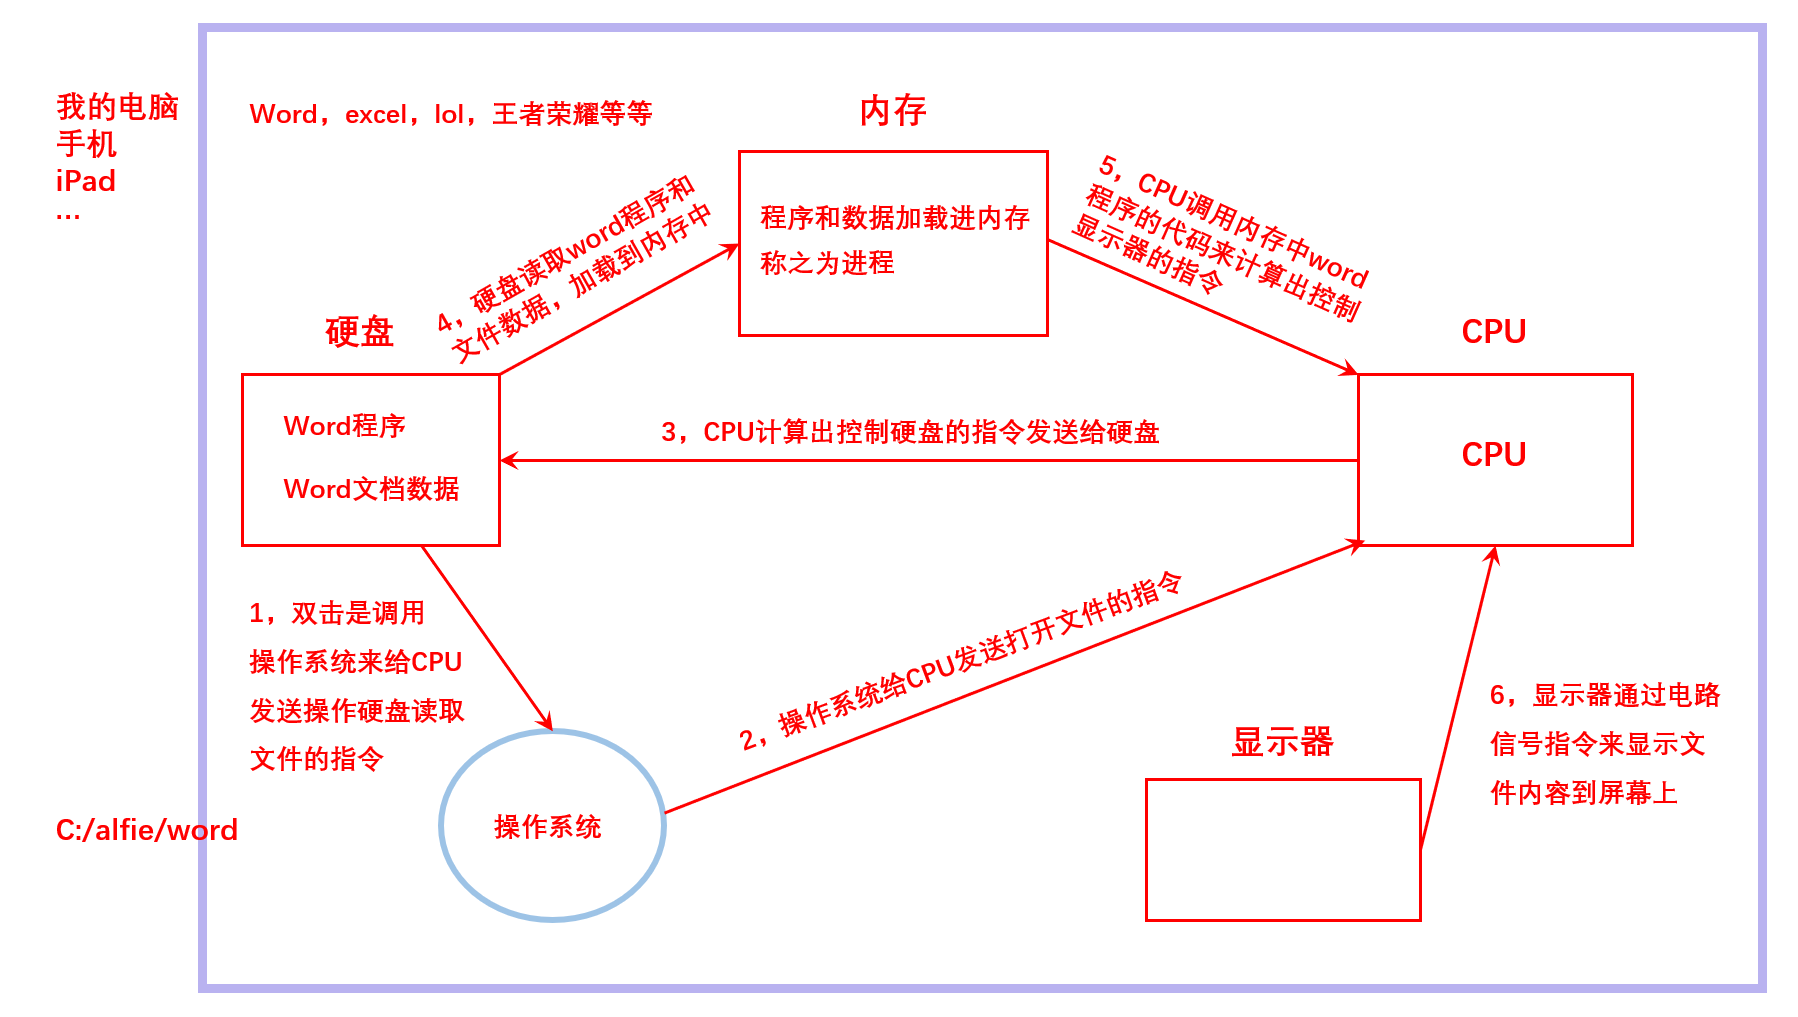 我的电脑
手机
iPad
...
Word，excel，lol，王者荣耀等等
内存
程序和数据加载进内存
称之为进程
4，硬盘读取word程序和
文件数据，加载到内存中
5，CPU调用内存中word
程序的代码来计算出控制
显示器的指令
硬盘
Word程序
Word文档数据
CPU
CPU
3，CPU计算出控制硬盘的指令发送给硬盘
1，双击是调用
操作系统来给CPU
发送操作硬盘读取
文件的指令
2，操作系统给CPU发送打开文件的指令
6，显示器通过电路
信号指令来显示文
件内容到屏幕上
显示器
C:/alfie/word
操作系统